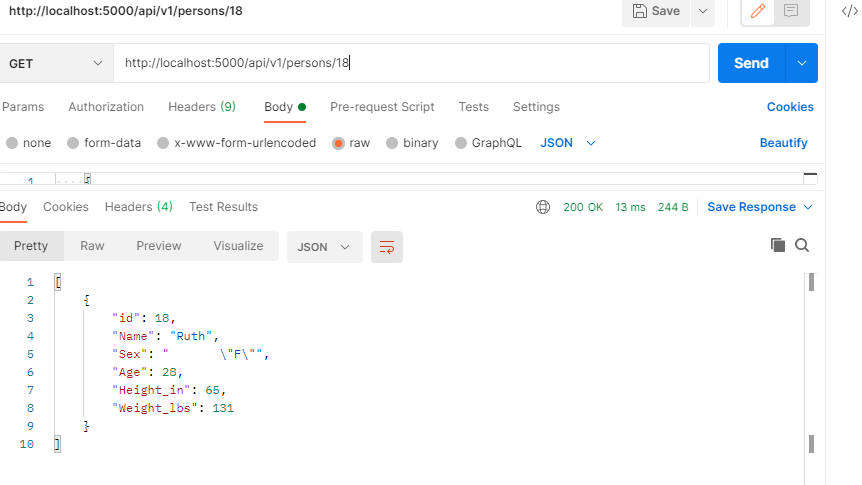 http://localhost:5000/api/v1/persons/18 Save </>
GET http://localhost:5000/api/v1/persons/18 Send
Params Authorization Headers (9) Body Pre-request Script Tests Settings Cookies
none form-data x-www-form-urlencoded raw binary GraphQL JSON Beautify
1 {
Body Cookies Headers (4) Test Results 200 OK 13 ms 244 B Save Response
Pretty Raw Preview Visualize JSON
1 [
2 {
3 "id": 18,
4 "Name": "Ruth",
5 "Sex": "       \"F\"",
6 "Age": 28,
7 "Height_in": 65,
8 "Weight_lbs": 131
9 }
10 ]